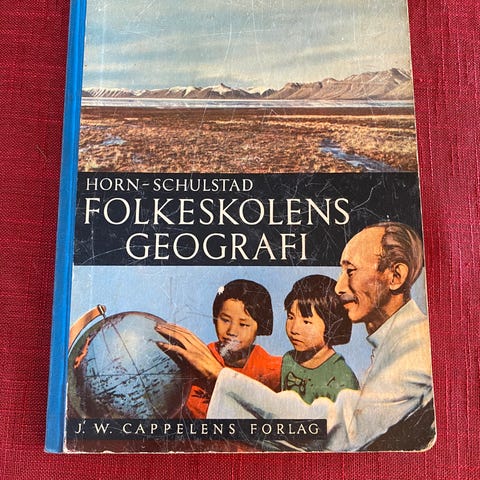 HORN-SCHULSTAD
FOLKESKOLENS
GEOGRAFI
J. W. CAPPELENS FORLAG